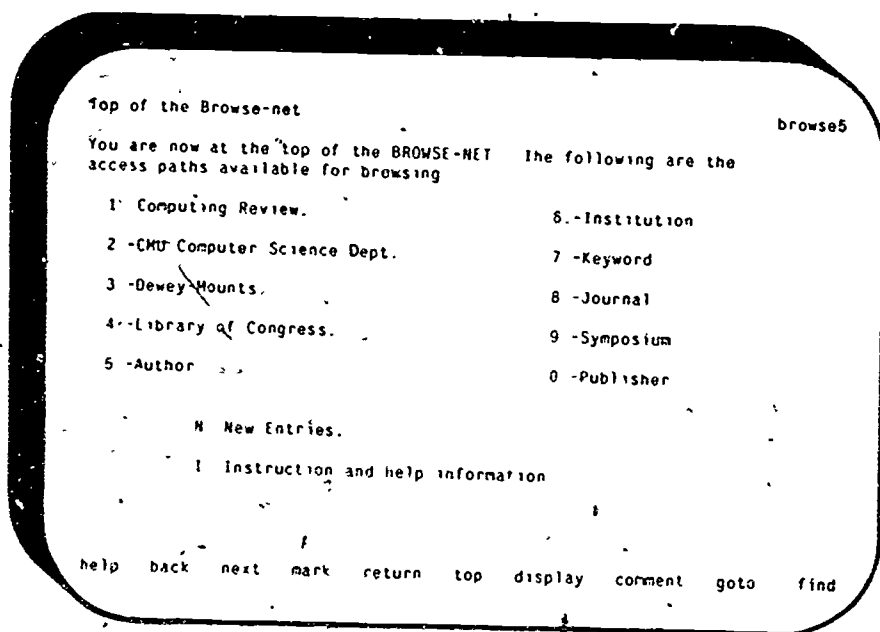 Top of the Browse-net
browse5
You are now at the top of the BROWSE-NET The following are the
access paths available for browsing
1 Computing Review.
2 -CMU Computer Science Dept.
3 -Dewey-Mounts.
4 -Library of Congress.
5 -Author
6.-Institution
7 -Keyword
8 -Journal
9 -Symposium
0 -Publisher
N New Entries.
I Instruction and help information
help back next mark return top display comment goto find